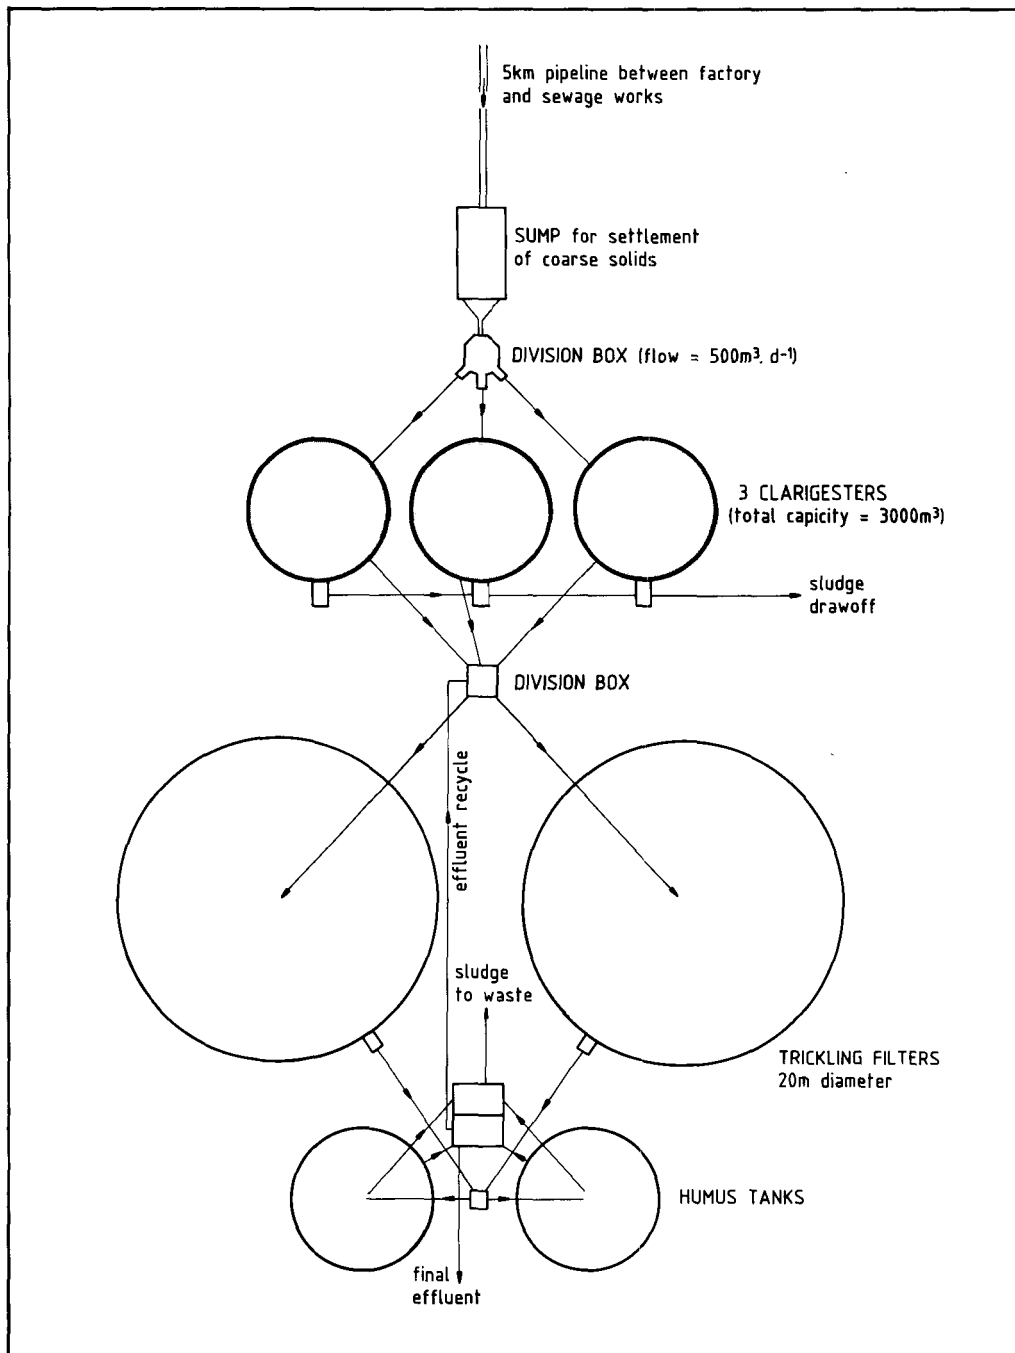 5km pipeline between factory
and sewage works
SUMP for settlement
of coarse solids
DIVISION BOX (flow = 500m³. d⁻¹)
3 CLARIGESTERS
(total capicity = 3000m³)
sludge
drawoff
DIVISION BOX
effluent recycle
sludge
to waste
TRICKLING FILTERS
20m diameter
HUMUS TANKS
final
effluent